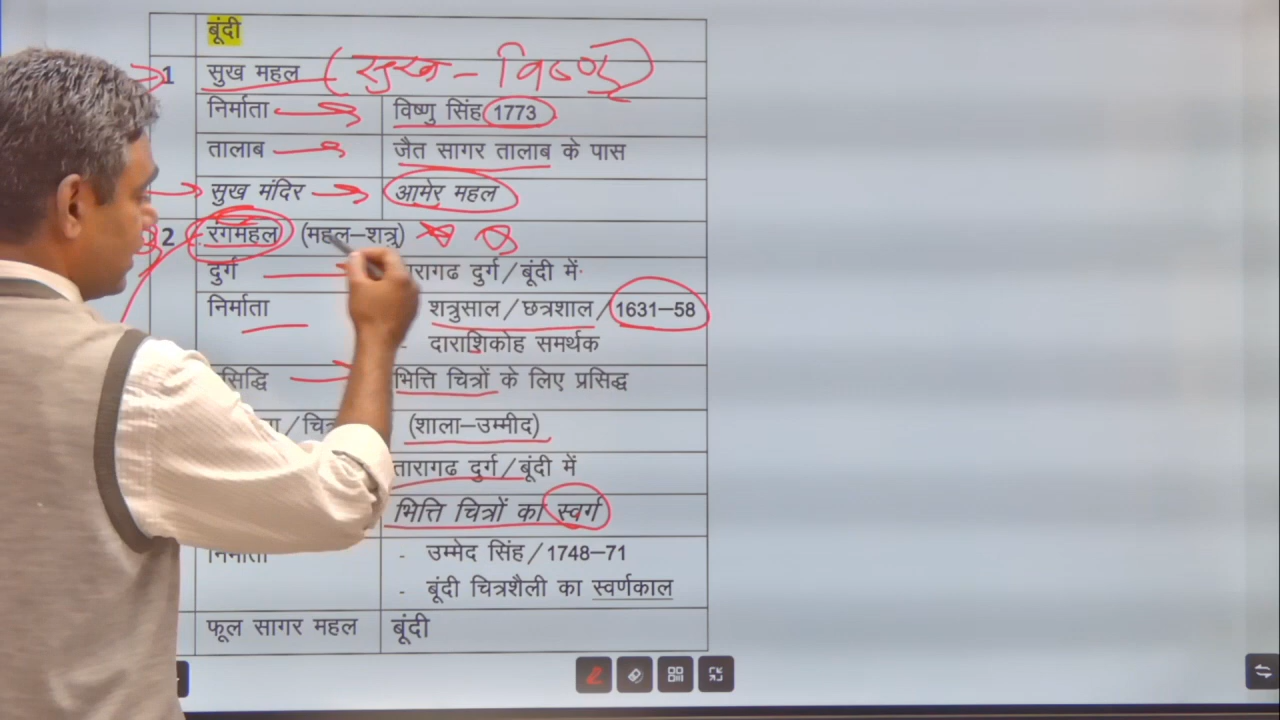 बूंदी
1 सुख महल (सुख - विष्णु)
निर्माता विष्णु सिंह 1773
तालाब जैत सागर तालाब के पास
सुख मंदिर आमेर महल
2 रंगमहल (महल–शत्रु)
दुर्ग रागढ दुर्ग/बूंदी में
निर्माता शत्रुसाल/छत्रशाल/1631–58
- दाराशिकोह समर्थक
सिद्धि भित्ति चित्रों के लिए प्रसिद्ध
(शाला–उम्मीद)
तारागढ दुर्ग/बूंदी में
भित्ति चित्रों का स्वर्ग
निर्माता - उम्मेद सिंह/1748–71
- बूंदी चित्रशैली का स्वर्णकाल
फूल सागर महल बूंदी